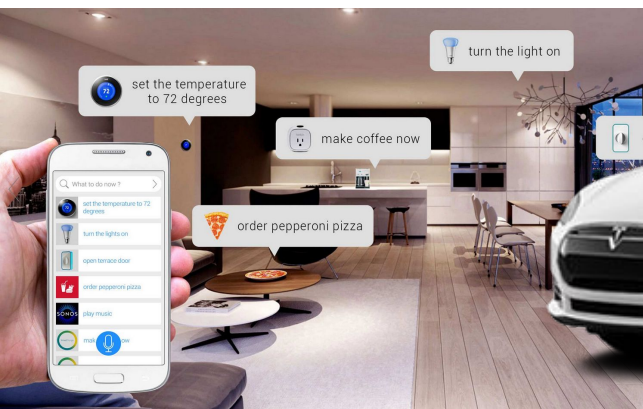 turn the light on
set the temperature
to 72 degrees
72
make coffee now
order pepperoni pizza
What to do now ?
set the temperature to 72
degrees
turn the lights on
open terrace door
order pepperoni pizza
SONOS
play music